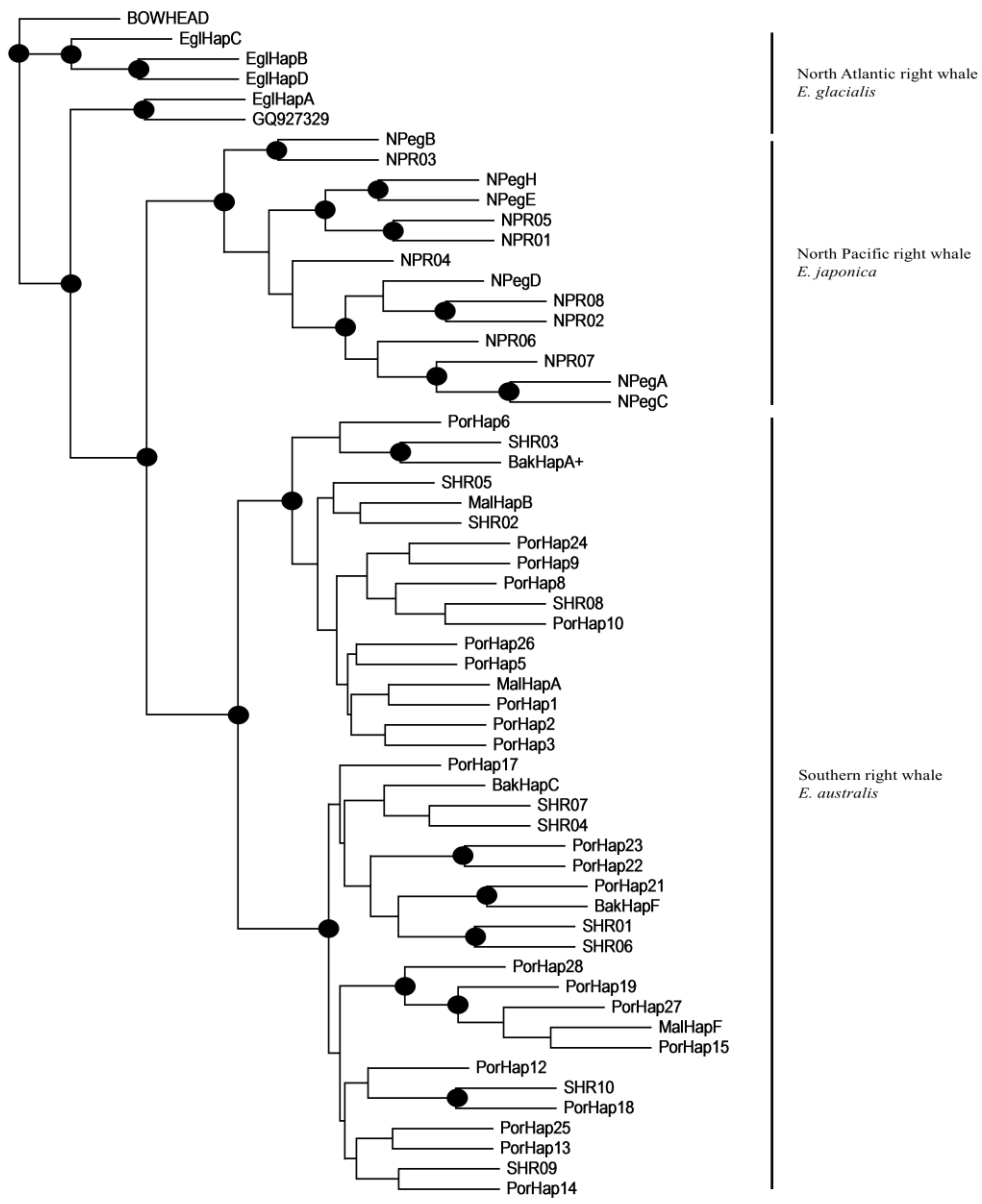 BOWHEAD
EglHapC
EglHapB
EglHapD
EglHapA
GQ927329
North Atlantic right whale
E. glacialis
NPegB
NPR03
NPegH
NPegE
NPR05
NPR01
NPR04
NPegD
NPR08
NPR02
NPR06
NPR07
NPegA
NPegC
North Pacific right whale
E. japonica
PorHap6
SHR03
BakHapA+
SHR05
MalHapB
SHR02
PorHap24
PorHap9
PorHap8
SHR08
PorHap10
PorHap26
PorHap5
MalHapA
PorHap1
PorHap2
PorHap3
PorHap17
BakHapC
SHR07
SHR04
PorHap23
PorHap22
PorHap21
BakHapF
SHR01
SHR06
PorHap28
PorHap19
PorHap27
MalHapF
PorHap15
PorHap12
SHR10
PorHap18
PorHap25
PorHap13
SHR09
PorHap14
Southern right whale
E. australis